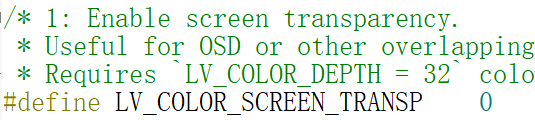 /* 1: Enable screen transparency.
 * Useful for OSD or other overlapping
 * Requires `LV_COLOR_DEPTH = 32` colo
#define LV_COLOR_SCREEN_TRANSP    0